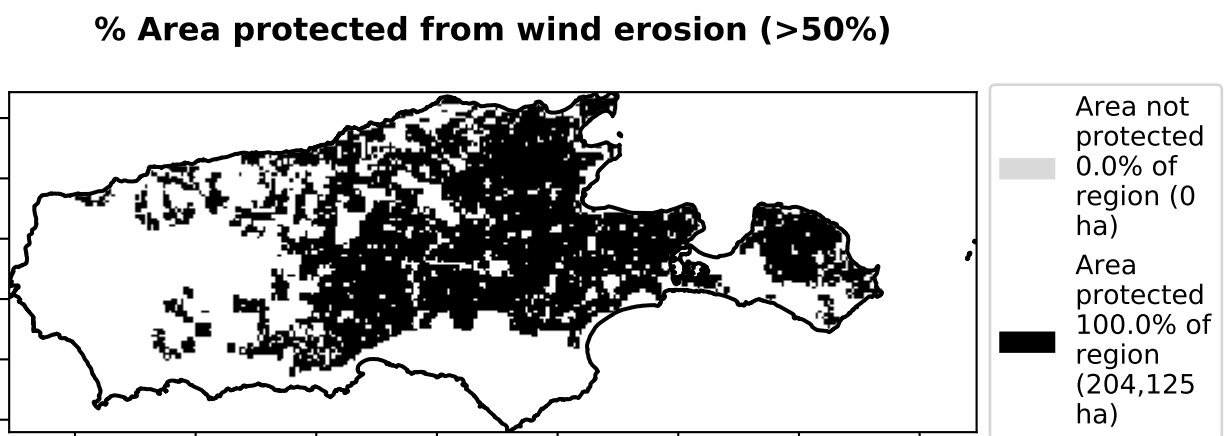 % Area protected from wind erosion (>50%)
Area not
protected
0.0% of
region (0
ha)
Area
protected
100.0% of
region
(204,125
ha)